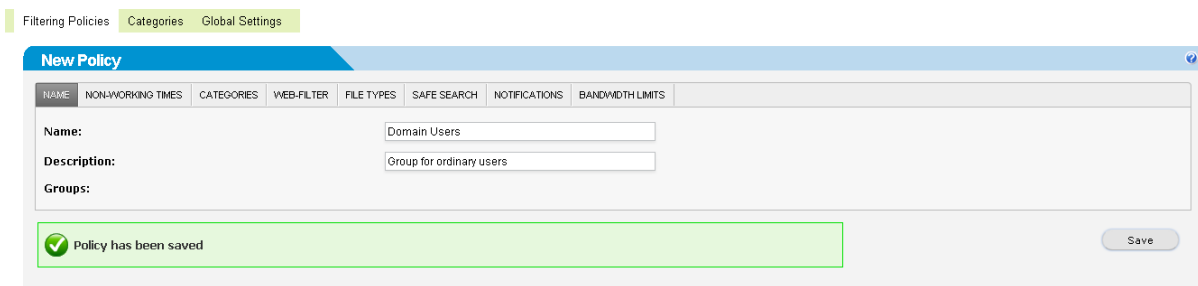 Filtering Policies Categories Global Settings
New Policy
NAME NON-WORKING TIMES CATEGORIES WEB-FILTER FILE TYPES SAFE SEARCH NOTIFICATIONS BANDWIDTH LIMITS
Name: Domain Users
Description: Group for ordinary users
Groups:
Policy has been saved Save